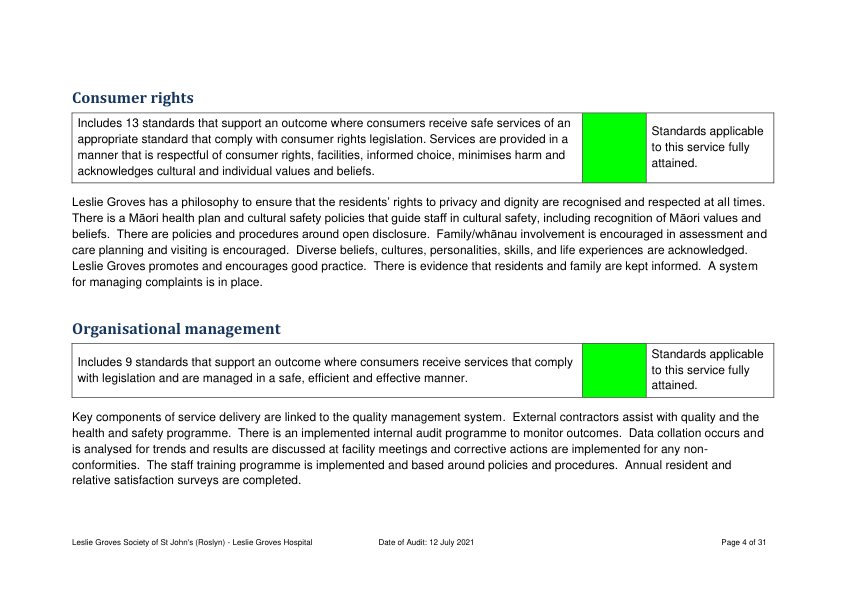 Consumer rights
Includes 13 standards that support an outcome where consumers receive safe services of an
appropriate standard that comply with consumer rights legislation. Services are provided in a
manner that is respectful of consumer rights, facilities, informed choice, minimises harm and
acknowledges cultural and individual values and beliefs.
Standards applicable
to this service fully
attained.
Leslie Groves has a philosophy to ensure that the residents’ rights to privacy and dignity are recognised and respected at all times.
There is a Māori health plan and cultural safety policies that guide staff in cultural safety, including recognition of Māori values and
beliefs.  There are policies and procedures around open disclosure.  Family/whānau involvement is encouraged in assessment and
care planning and visiting is encouraged.  Diverse beliefs, cultures, personalities, skills, and life experiences are acknowledged.
Leslie Groves promotes and encourages good practice.  There is evidence that residents and family are kept informed.  A system
for managing complaints is in place.
Organisational management
Includes 9 standards that support an outcome where consumers receive services that comply
with legislation and are managed in a safe, efficient and effective manner.
Standards applicable
to this service fully
attained.
Key components of service delivery are linked to the quality management system.  External contractors assist with quality and the
health and safety programme.  There is an implemented internal audit programme to monitor outcomes.  Data collation occurs and
is analysed for trends and results are discussed at facility meetings and corrective actions are implemented for any non-
conformities.  The staff training programme is implemented and based around policies and procedures.  Annual resident and
relative satisfaction surveys are completed.
Leslie Groves Society of St John's (Roslyn) - Leslie Groves Hospital
Date of Audit: 12 July 2021
Page 4 of 31